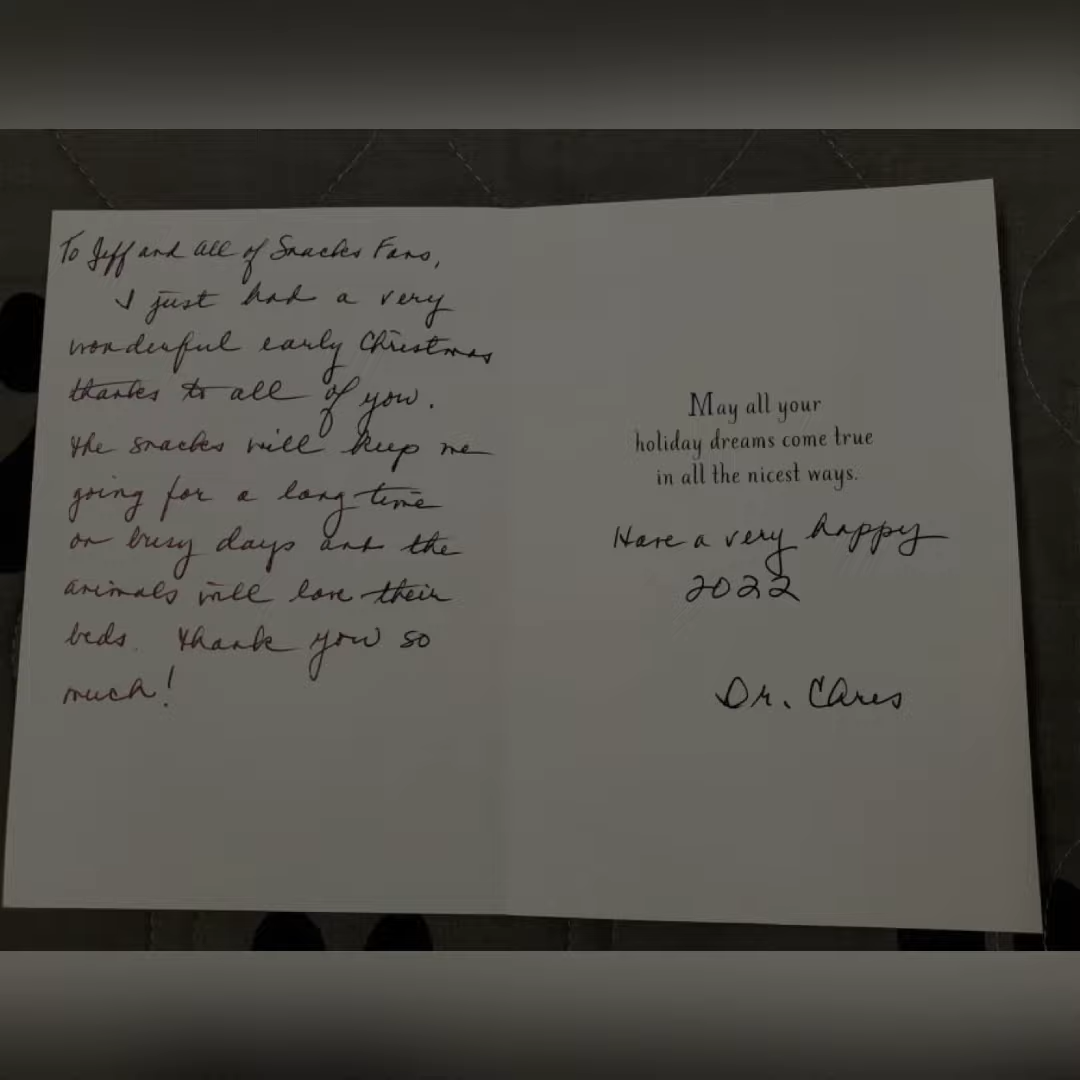 To Jeff and all of Snacks Fans,
I just had a very
wonderful early Christmas
thanks to all of you.
The snacks will keep me
going for a long time
on busy days and the
animals will love their
beds. Thank you so
much!
May all your
holiday dreams come true
in all the nicest ways.
Have a very happy
2022
Dr. Cares